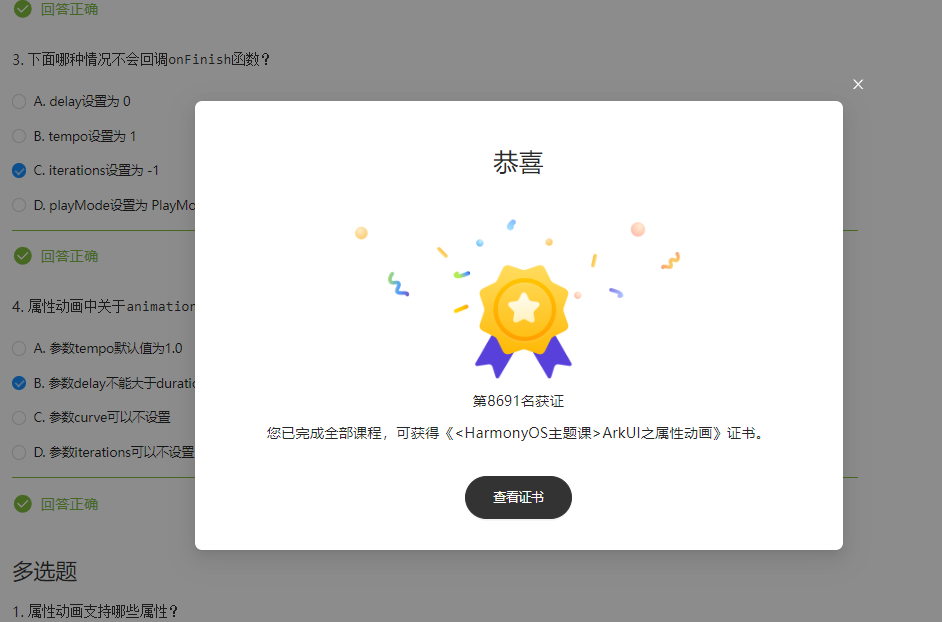 回答正确
3. 下面哪种情况不会回调onFinish函数？
A. delay设置为 0
B. tempo设置为 1
C. iterations设置为 -1
D. playMode设置为 PlayMo
回答正确
4. 属性动画中关于animation
A. 参数tempo默认值为1.0
B. 参数delay不能大于duratio
C. 参数curve可以不设置
D. 参数iterations可以不设置
回答正确
多选题
1. 属性动画支持哪些属性？
恭喜
第8691名获证
您已完成全部课程，可获得《<HarmonyOS主题课>ArkUI之属性动画》证书。
查看证书